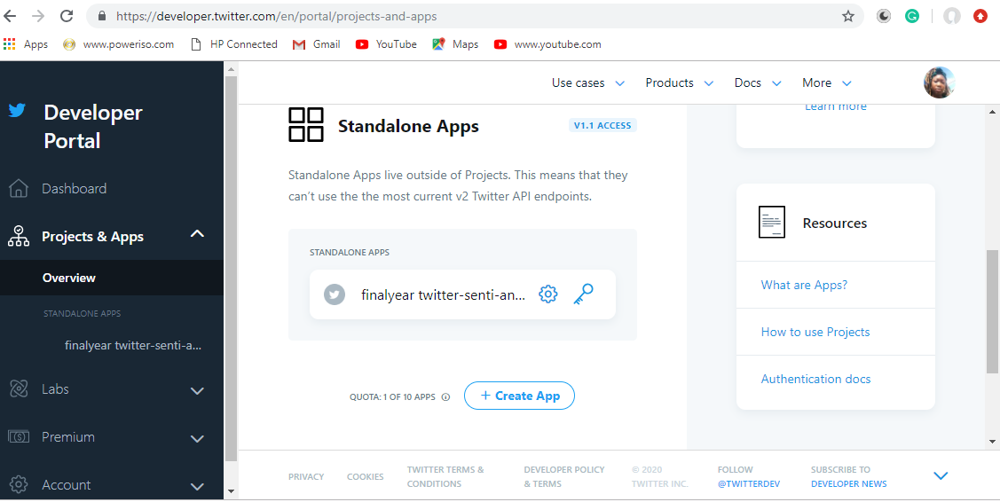 https://developer.twitter.com/en/portal/projects-and-apps
Apps www.poweriso.com HP Connected Gmail YouTube Maps www.youtube.com
Developer
Portal
Dashboard
Projects & Apps
Overview
STANDALONE APPS
finalyear twitter-senti-a...
Labs
Premium
Account
Use cases Products Docs More
Standalone Apps
V1.1 ACCESS
Standalone Apps live outside of Projects. This means that they
can't use the the most current v2 Twitter API endpoints.
STANDALONE APPS
finalyear twitter-senti-an...
QUOTA: 1 OF 10 APPS
+ Create App
Learn more
Resources
What are Apps?
How to use Projects
Authentication docs
PRIVACY
COOKIES
TWITTER TERMS &
CONDITIONS
DEVELOPER POLICY
& TERMS
© 2020
TWITTER INC.
FOLLOW
@TWITTERDEV
SUBSCRIBE TO
DEVELOPER NEWS